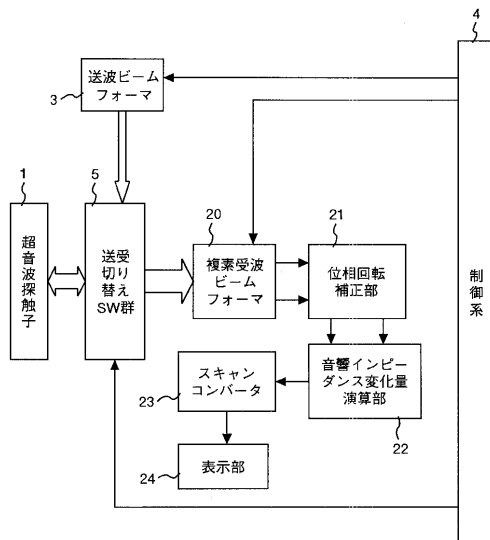 4
送波ビーム
フォーマ
3
1
5
20
21
超音波探触子
送受
切り
替え
SW群
複素受波
ビーム
フォーマ
位相回転
補正部
制御系
スキャン
コンバータ
23
音響インピー
ダンス変化量
演算部
22
表示部
24